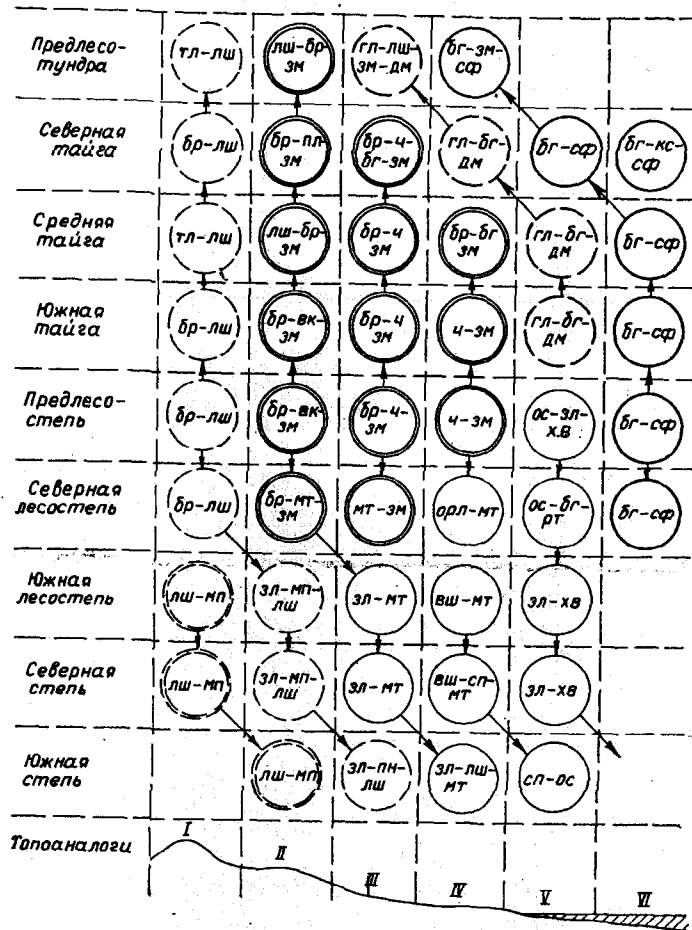 Предлесо-
тундра
тл-лш
лш-бр-
зм
гл-лш-
зм-дм
бг-зм-
сф
Северная
тайга
бр-лш
бр-пл-
зм
бр-ч-
бг-зм
гл-бг-
дм
бг-сф
бг-кс-
сф
Средняя
тайга
тл-лш
лш-бр-
зм
бр-ч
зм
бр-бг
зм
гл-бг-
дм
бг-сф
Южная
тайга
бр-лш
бр-вк-
зм
бр-ч
зм
ч-зм
гл-бг-
дм
бг-сф
Предлесо-
степь
бр-лш
бр-вк-
зм
бр-ч-
зм
ч-зм
ос-зл-
х.в
бг-сф
Северная
лесостепь
бр-лш
бр-мт-
зм
мт-зм
орл-мт
ос-бг-
рт
бг-сф
Южная
лесостепь
лш-мп
зл-мп-
лш
зл-мт
вш-мт
зл-хв
Северная
степь
лш-мп
зл-мп-
лш
зл-мт
вш-сп-
мт
зл-хв
Южная
степь
лш-мп
зл-пн-
лш
зл-лш-
мт
сп-ос
Топоаналоги
I
II
III
IV
V
VI